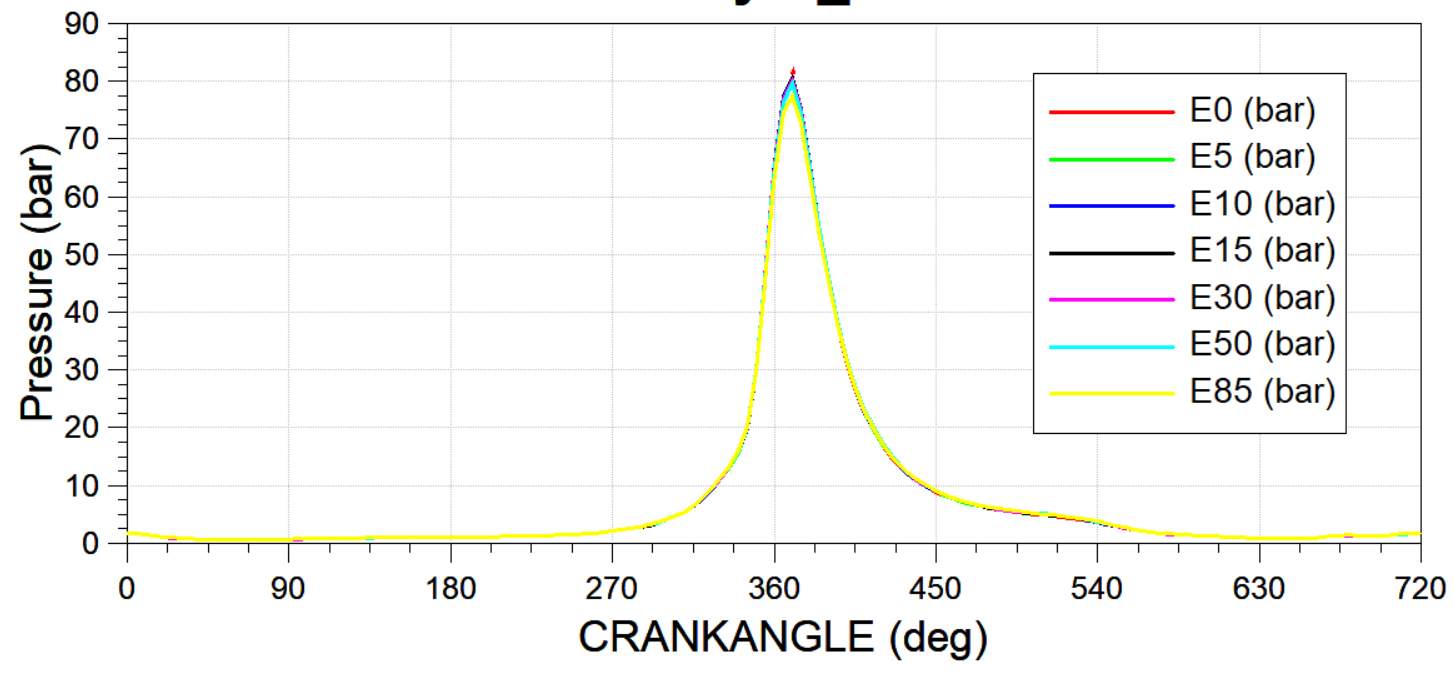 90
80
70
60
50
40
30
20
10
0
Pressure (bar)
0 90 180 270 360 450 540 630 720
CRANKANGLE (deg)
E0 (bar)
E5 (bar)
E10 (bar)
E15 (bar)
E30 (bar)
E50 (bar)
E85 (bar)